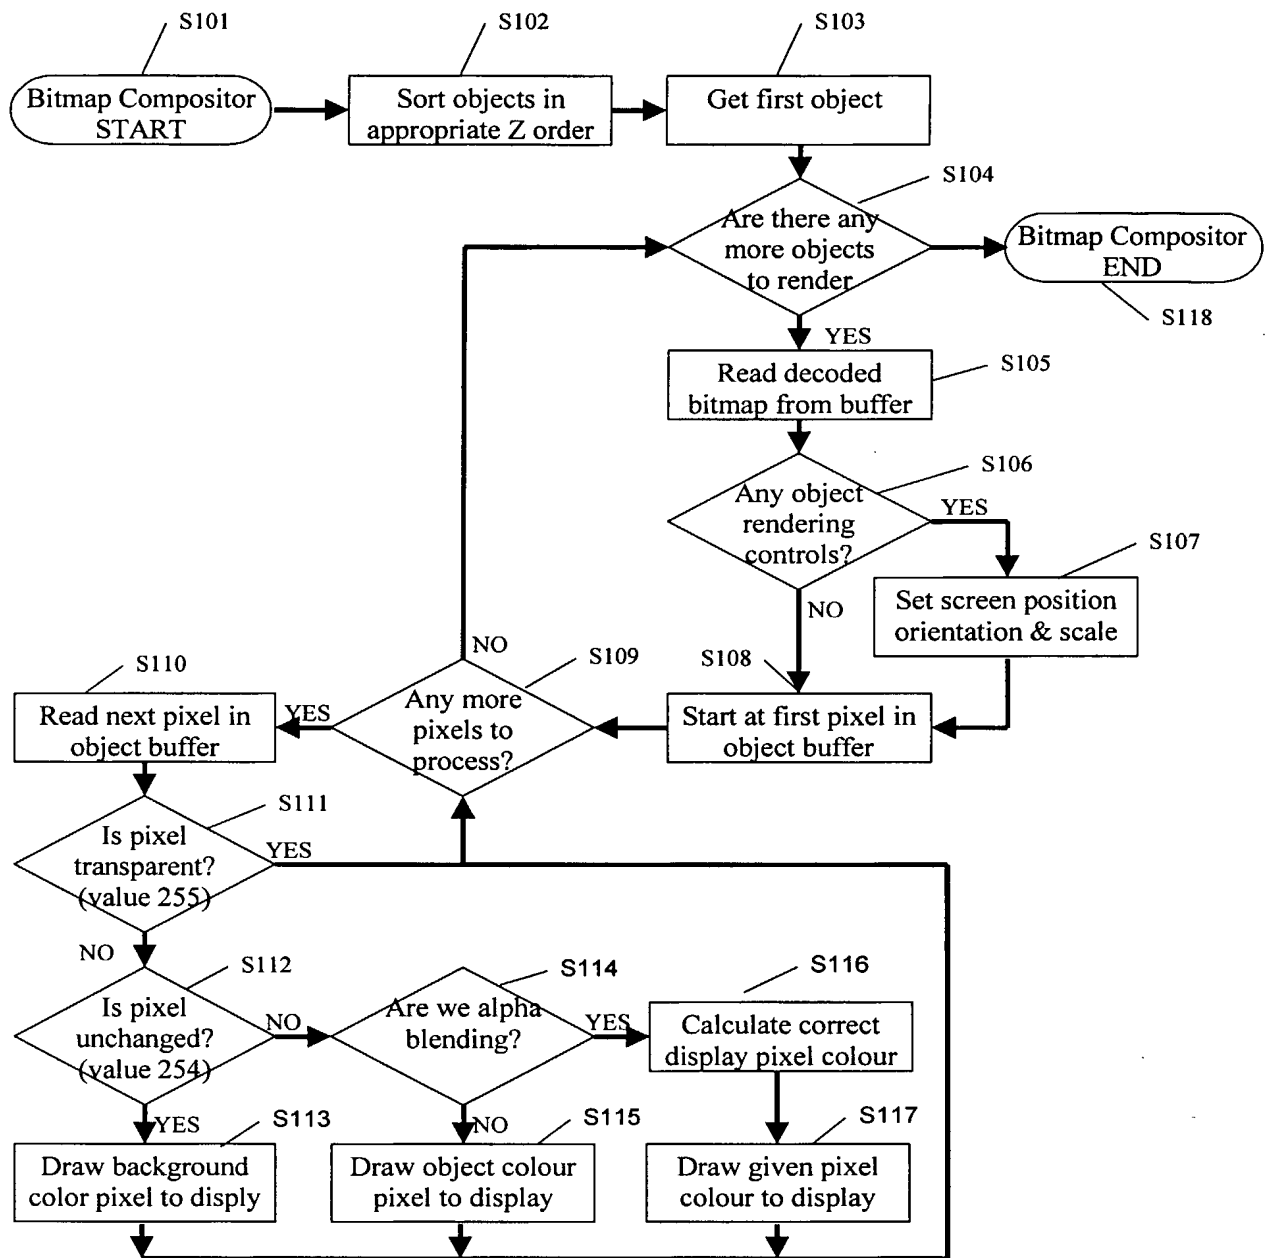 S101
S102
S103
Bitmap Compositor
START
Sort objects in
appropriate Z order
Get first object
S104
Are there any
more objects
to render
Bitmap Compositor
END
S118
YES
Read decoded
bitmap from buffer
S105
S106
Any object
rendering
controls?
YES
S107
NO
Set screen position
orientation & scale
S108
Start at first pixel in
object buffer
NO
S109
Any more
pixels to
process?
YES
S110
Read next pixel in
object buffer
S111
Is pixel
transparent?
(value 255)
YES
NO
S112
Is pixel
unchanged?
(value 254)
NO
S114
Are we alpha
blending?
YES
S116
Calculate correct
display pixel colour
YES
S113
Draw background
color pixel to disply
NO
S115
Draw object colour
pixel to display
S117
Draw given pixel
colour to display